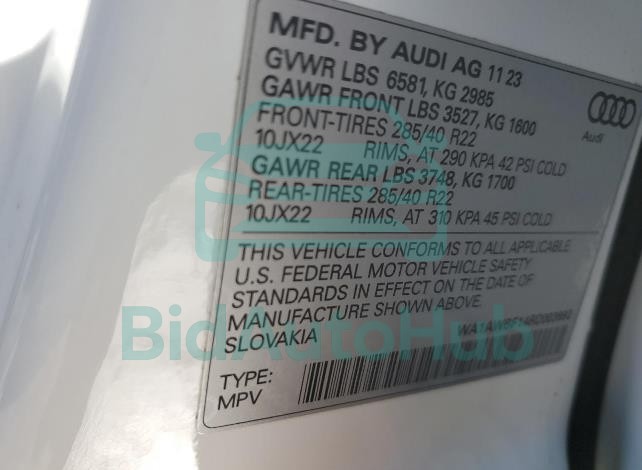 MFD. BY AUDI AG 11 23
GVWR LBS 6581, KG 2985
GAWR FRONT LBS 3527, KG 1600
FRONT-TIRES 285/40 R22
10JX22 RIMS, AT 290 KPA 42 PSI COLD
GAWR REAR LBS 3748, KG 1700
REAR-TIRES 285/40 R22
10JX22 RIMS, AT 310 KPA 45 PSI COLD
Audi
THIS VEHICLE CONFORMS TO ALL APPLICABLE
U.S. FEDERAL MOTOR VEHICLE SAFETY
STANDARDS IN EFFECT ON THE DATE OF
MANUFACTURE SHOWN ABOVE
SLOVAKIA
TYPE:
MPV
BidAutoHub